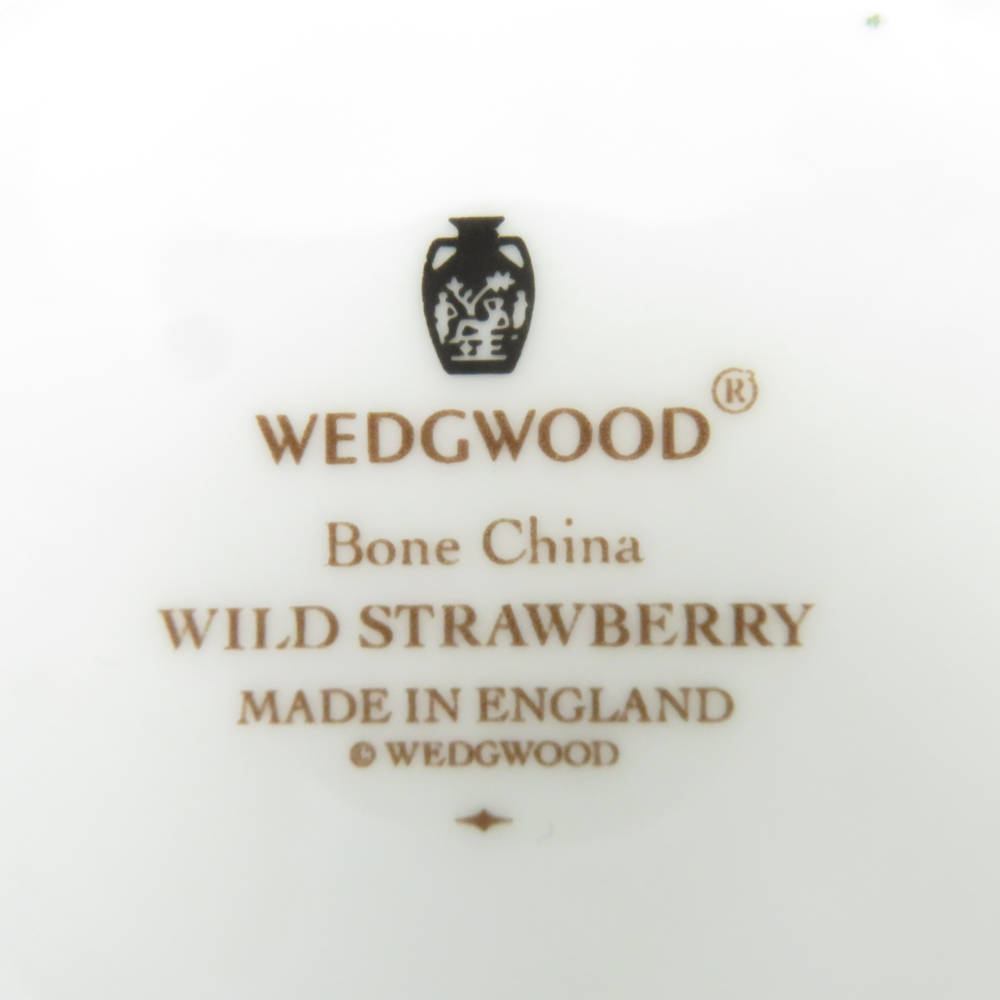 WEDGWOOD®
Bone China
WILD STRAWBERRY
MADE IN ENGLAND
© WEDGWOOD